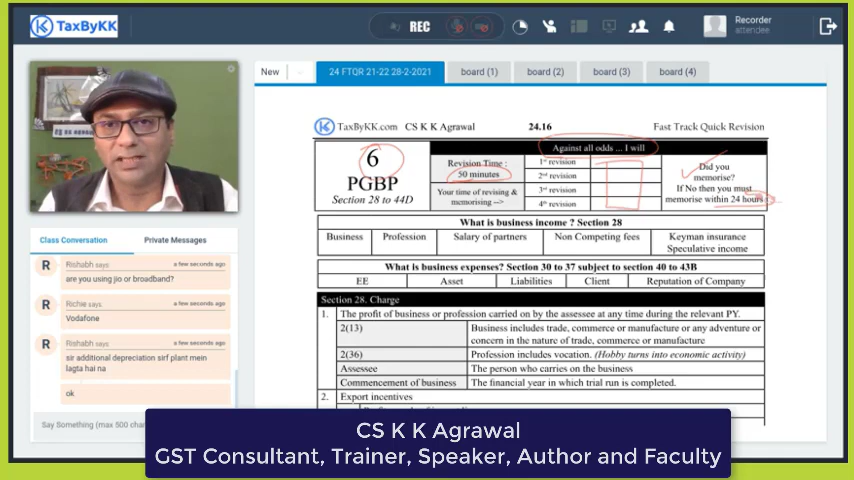 TaxByKK
REC
Recorder
attendee
New
24 FTQR 21-22 28-2-2021
board (1)
board (2)
board (3)
board (4)
TaxByKK.com CS K K Agrawal
24.16
Fast Track Quick Revision
6
PGBP
Section 28 to 44D
Against all odds ... I will
Revision Time :
50 minutes
Your time of revising &
memorising -->
1st revision
2nd revision
3rd revision
4th revision
Did you
memorise?
If No then you must
memorise within 24 hours
What is business income ? Section 28
Business
Profession
Salary of partners
Non Competing fees
Keyman insurance
Speculative income
What is business expenses? Section 30 to 37 subject to section 40 to 43B
EE
Asset
Liabilities
Client
Reputation of Company
Section 28. Charge
1. The profit of business or profession carried on by the assessee at any time during the relevant PY.
2(13) Business includes trade, commerce or manufacture or any adventure or
concern in the nature of trade, commerce or manufacture
2(36) Profession includes vocation. (Hobby turns into economic activity)
Assessee The person who carries on the business
Commencement of business The financial year in which trial run is completed.
2. Export incentives
Class Conversation
Private Messages
R
Rishabh says: a few seconds ago
are you using jio or broadband?
R
Richie says: a few seconds ago
Vodafone
R
Rishabh says: a few seconds ago
sir additional depreciation sirf plant mein
lagta hai na
ok
Say Something (max 500 char
CS K K Agrawal
GST Consultant, Trainer, Speaker, Author and Faculty